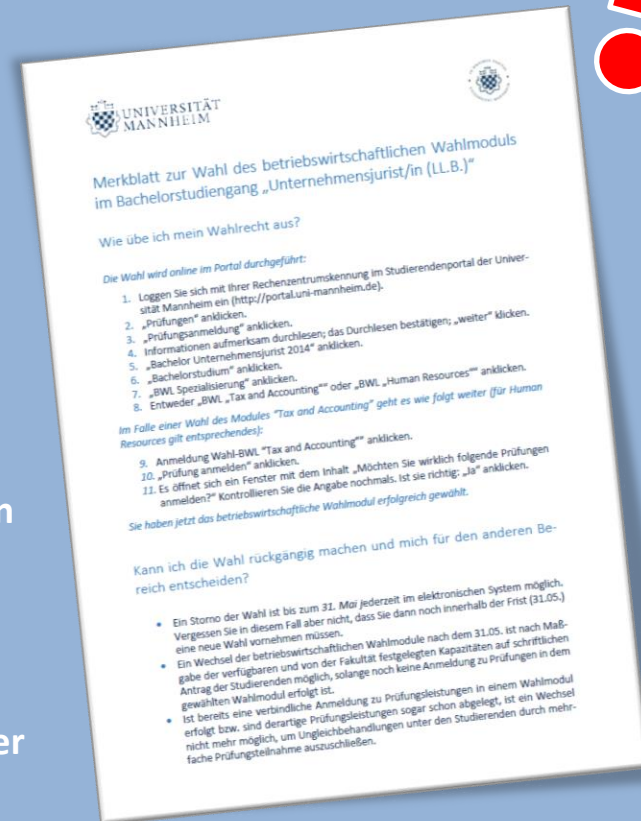 UNIVERSITÄT
MANNHEIM
Merkblatt zur Wahl des betriebswirtschaftlichen Wahlmoduls
im Bachelorstudiengang „Unternehmensjurist/in (LL.B.)“
Wie übe ich mein Wahlrecht aus?
Die Wahl wird online im Portal durchgeführt:
1. Loggen Sie sich mit Ihrer Rechenzentrumskennung im Studierendenportal der Univer-
sität Mannheim ein (http://portal.uni-mannheim.de).
2. „Prüfungen“ anklicken.
3. „Prüfungsanmeldung“ anklicken.
4. Informationen aufmerksam durchlesen; das Durchlesen bestätigen; „weiter“ klicken.
5. „Bachelor Unternehmensjurist 2014“ anklicken.
6. „Bachelorstudium“ anklicken.
7. „BWL Spezialisierung“ anklicken.
8. Entweder „BWL „Tax and Accounting““ oder „BWL „Human Resources““ anklicken.
Im Falle einer Wahl des Modules “Tax and Accounting” geht es wie folgt weiter (für Human
Resources gilt entsprechendes):
9. Anmeldung Wahl-BWL “Tax and Accounting”“ anklicken.
10. „Prüfung anmelden“ anklicken.
11. Es öffnet sich ein Fenster mit dem Inhalt „Möchten Sie wirklich folgende Prüfungen
anmelden?“ Kontrollieren Sie die Angabe nochmals. Ist sie richtig; „Ja“ anklicken.
Sie haben jetzt das betriebswirtschaftliche Wahlmodul erfolgreich gewählt.
Kann ich die Wahl rückgängig machen und mich für den anderen Be-
reich entscheiden?
• Ein Storno der Wahl ist bis zum 31. Mai jederzeit im elektronischen System möglich.
Vergessen Sie in diesem Fall aber nicht, dass Sie dann noch innerhalb der Frist (31.05.)
eine neue Wahl vornehmen müssen.
• Ein Wechsel der betriebswirtschaftlichen Wahlmodule nach dem 31.05. ist nach Maß-
gabe der verfügbaren und von der Fakultät festgelegten Kapazitäten auf schriftlichen
Antrag der Studierenden möglich, solange noch keine Anmeldung zu Prüfungen in dem
gewählten Wahlmodul erfolgt ist.
• Ist bereits eine verbindliche Anmeldung zu Prüfungsleistungen in einem Wahlmodul
erfolgt bzw. sind derartige Prüfungsleistungen sogar schon abgelegt, ist ein Wechsel
nicht mehr möglich, um Ungleichbehandlungen unter den Studierenden durch mehr-
fache Prüfungsteilnahme auszuschließen.